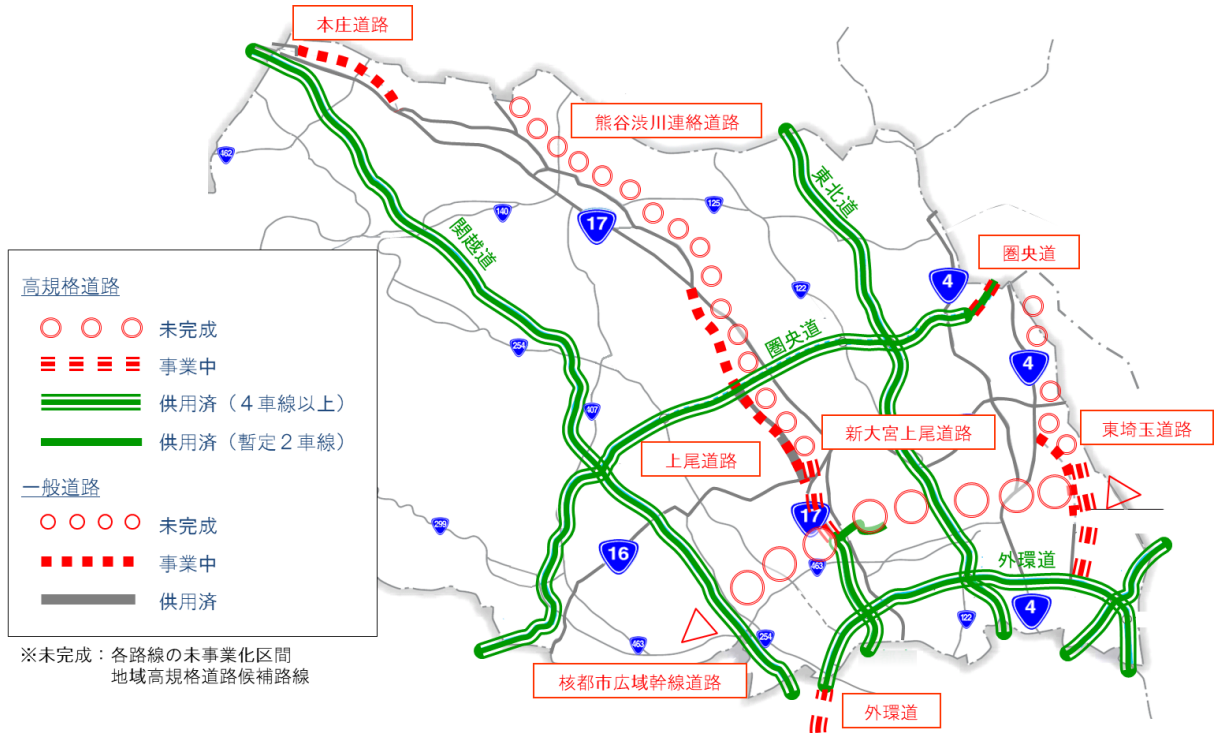 本庄道路
熊谷渋川連絡道路
東北道
圏央道
関越道
圏央道
新大宮上尾道路
東埼玉道路
上尾道路
外環道
核都市広域幹線道路
外環道
462
140
17
125
4
122
254
4
407
17
299
16
463
463
254
122
4
高規格道路
未完成
事業中
供用済（４車線以上）
供用済（暫定２車線）
一般道路
未完成
事業中
供用済
※未完成：各路線の未事業化区間
地域高規格道路候補路線